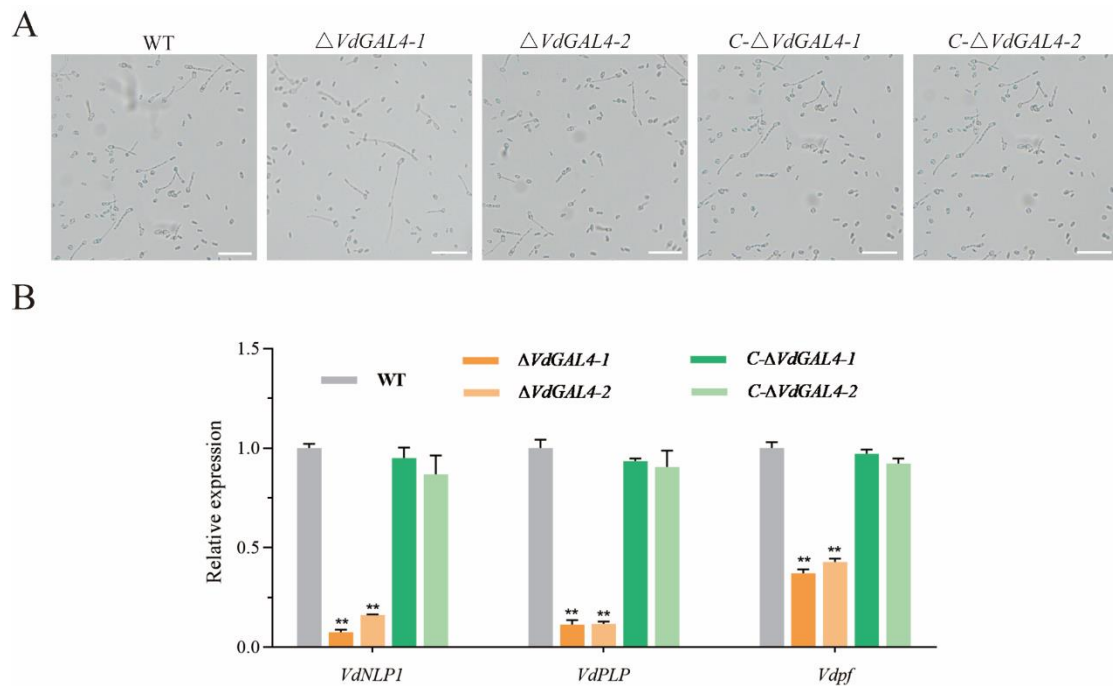 A
WT △VdGAL4-1 △VdGAL4-2 C-△VdGAL4-1 C-△VdGAL4-2
B
1.5
1.0
0.5
0.0
Relative expression
WT
ΔVdGAL4-1
ΔVdGAL4-2
C-ΔVdGAL4-1
C-ΔVdGAL4-2
** ** ** ** ** **
VdNLP1 VdPLP Vdpf